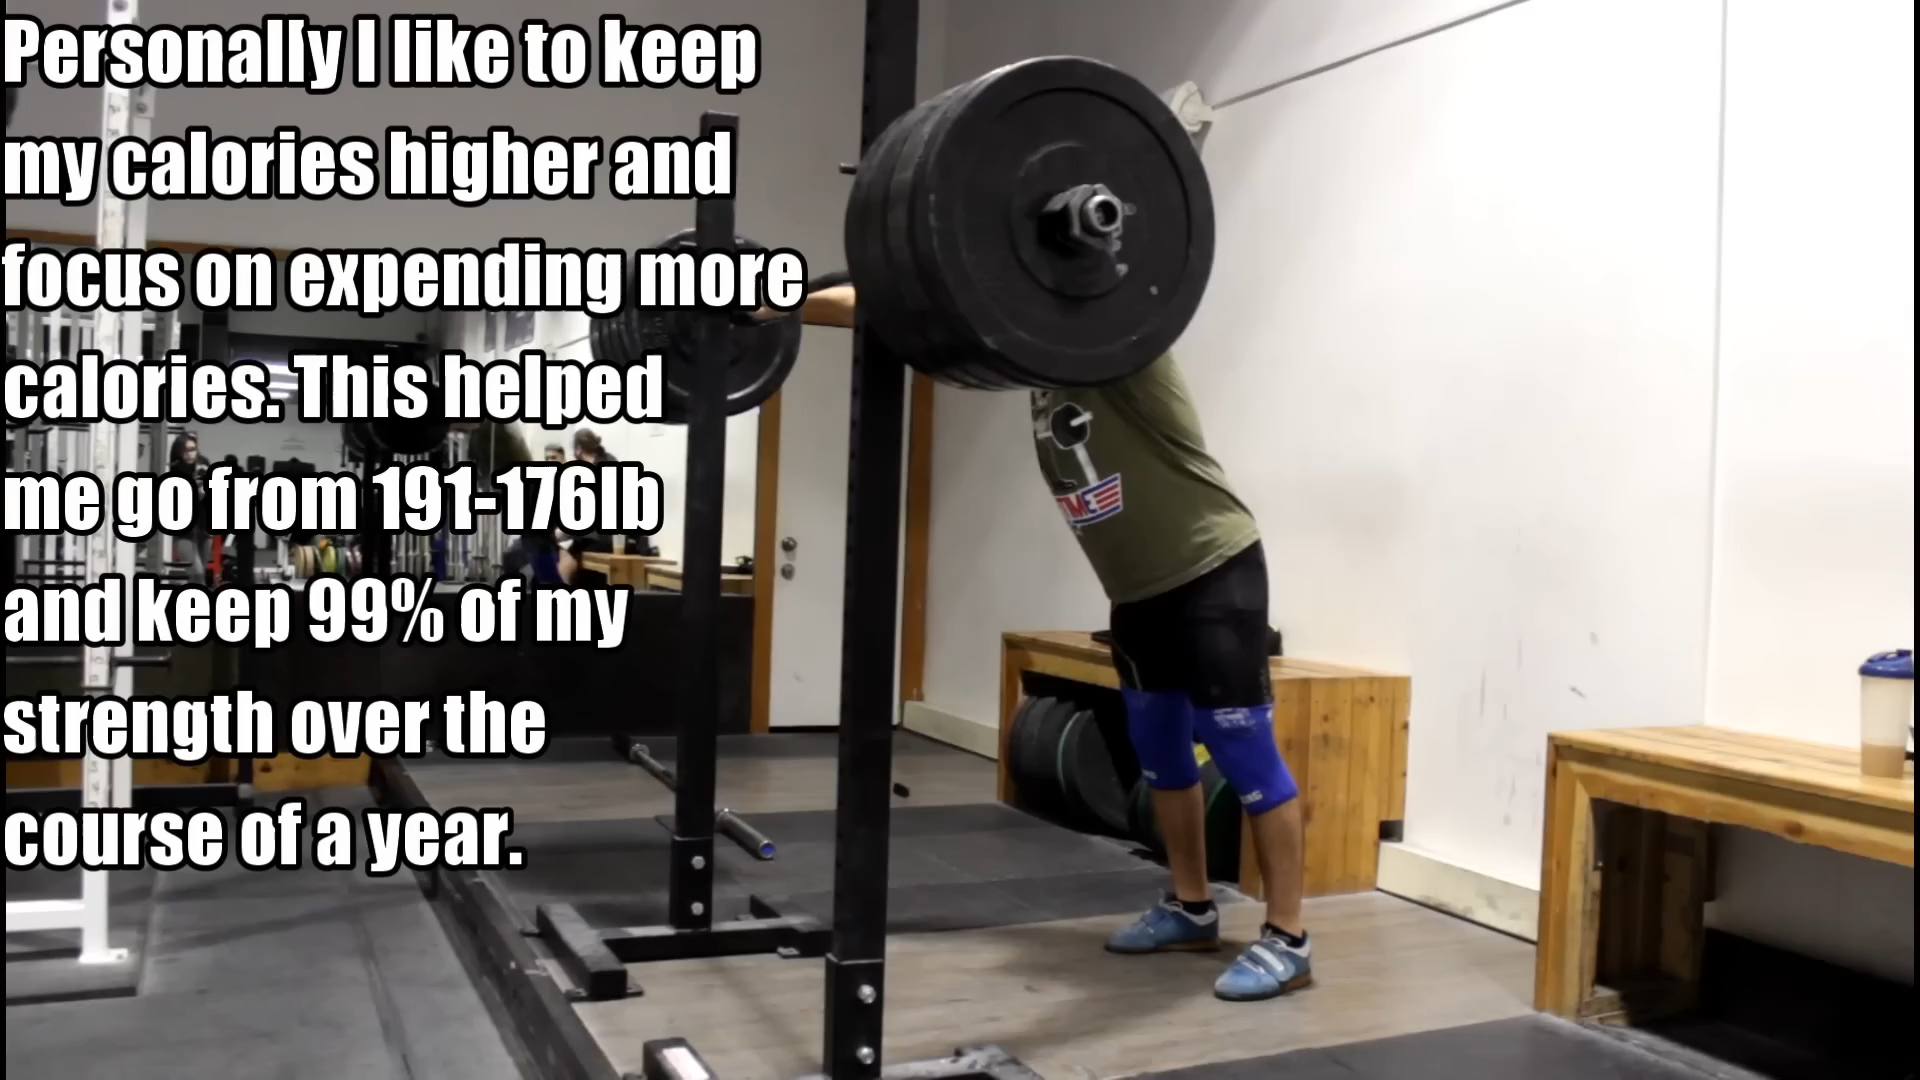 Personally I like to keep
my calories higher and
focus on expending more
calories. This helped
me go from 191-176lb
and keep 99% of my
strength over the
course of a year.